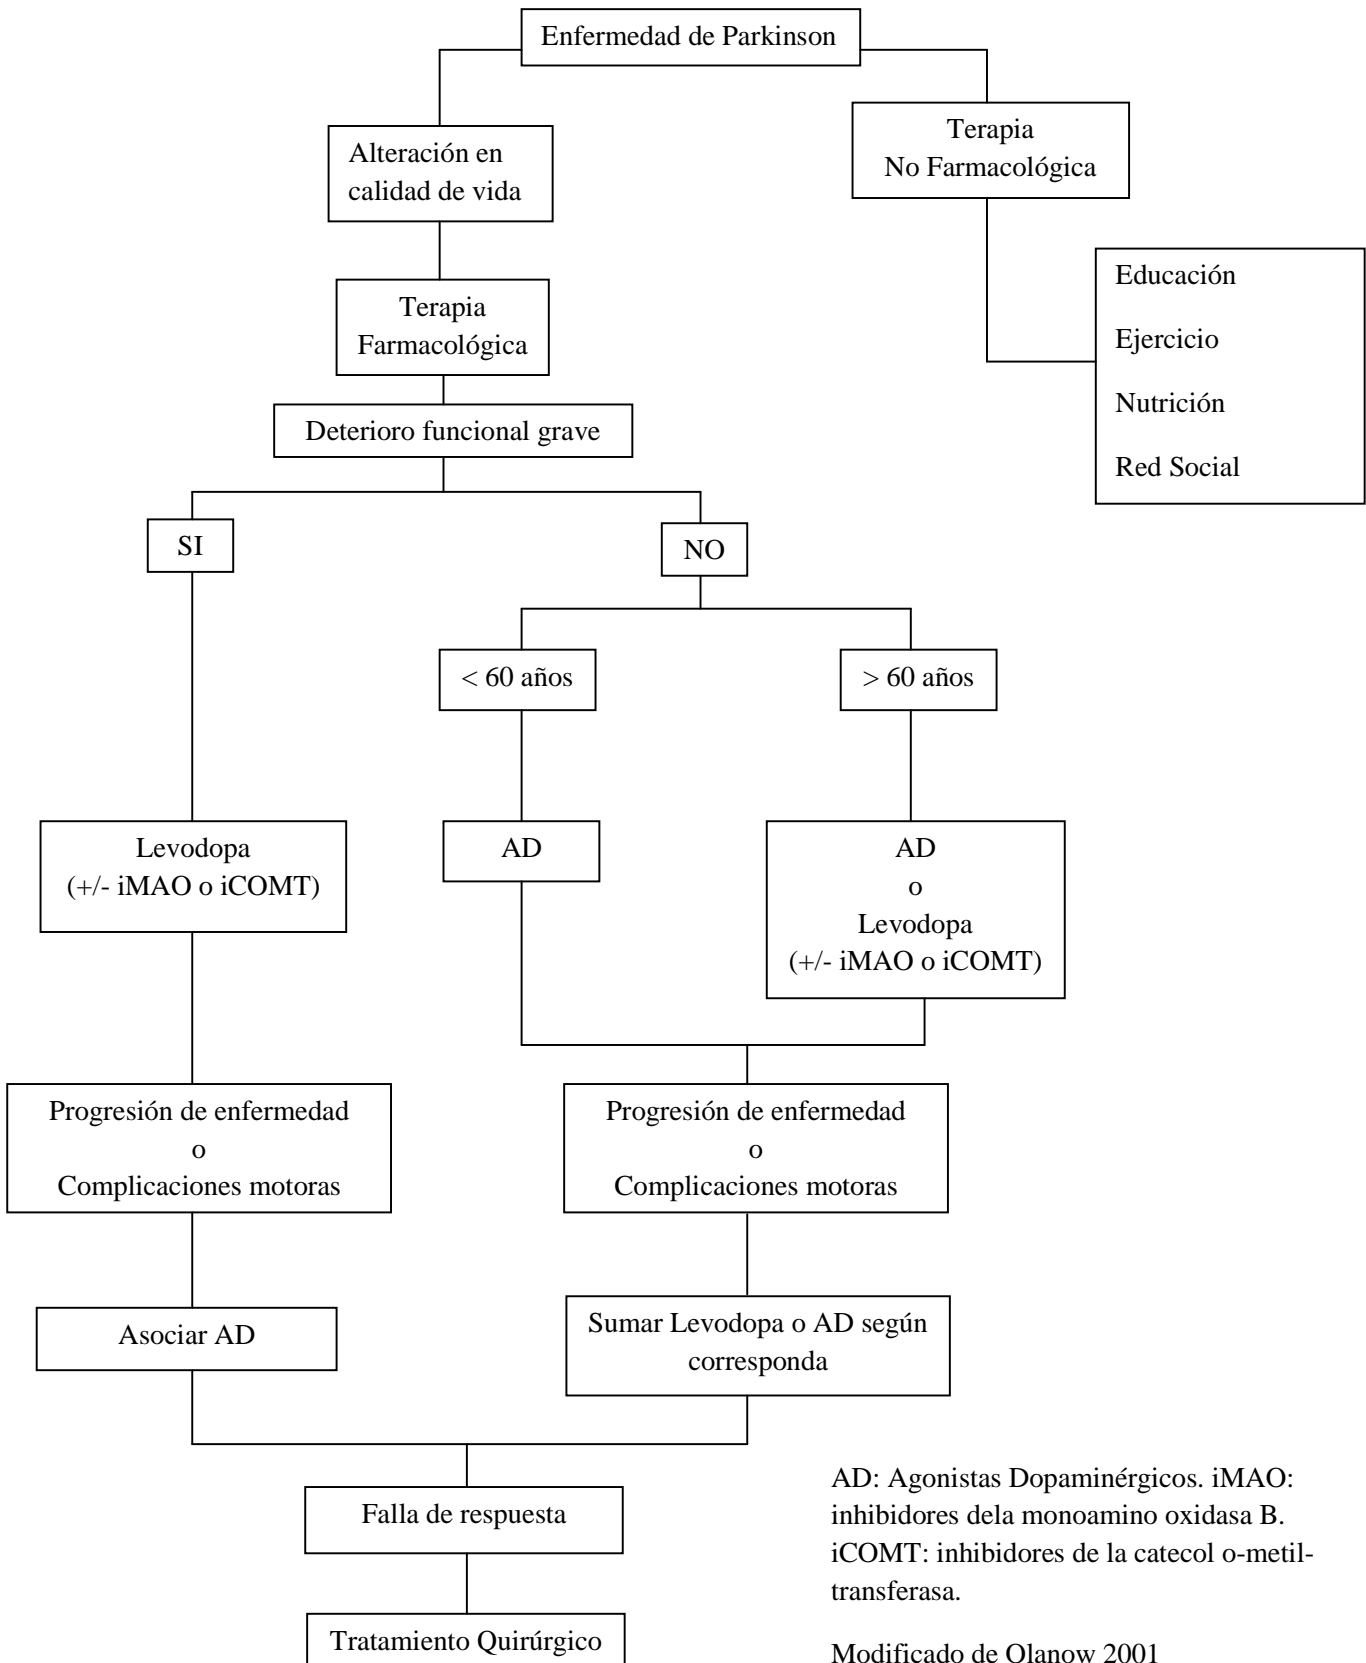 Enfermedad de Parkinson
Alteración en
calidad de vida
Terapia
No Farmacológica
Educación
Ejercicio
Nutrición
Red Social
Terapia
Farmacológica
Deterioro funcional grave
SI
NO
< 60 años
> 60 años
Levodopa
(+/- iMAO o iCOMT)
AD
AD
o
Levodopa
(+/- iMAO o iCOMT)
Progresión de enfermedad
o
Complicaciones motoras
Progresión de enfermedad
o
Complicaciones motoras
Asociar AD
Sumar Levodopa o AD según
corresponda
Falla de respuesta
Tratamiento Quirúrgico
AD: Agonistas Dopaminérgicos. iMAO:
inhibidores dela monoamino oxidasa B.
iCOMT: inhibidores de la catecol o-metil-
transferasa.
Modificado de Olanow 2001